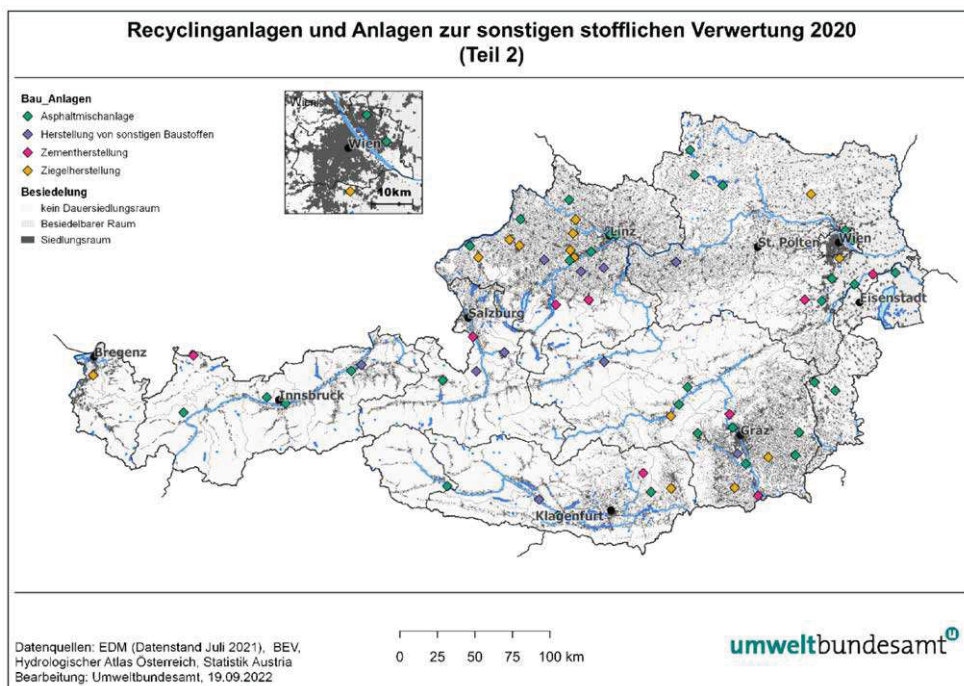 Recyclinganlagen und Anlagen zur sonstigen stofflichen Verwertung 2020
(Teil 2)
Bau_Anlagen
Asphaltmischanlage
Herstellung von sonstigen Baustoffen
Zementherstellung
Ziegelherstellung
Besiedelung
kein Dauersiedlungsraum
Besiedelbarer Raum
Siedlungsraum
Wien
Wien
10km
Linz
St. Pölten
Wien
Eisenstadt
Salzburg
Bregenz
Innsbruck
Graz
Klagenfurt
Datenquellen: EDM (Datenstand Juli 2021), BEV,
Hydrologischer Atlas Österreich, Statistik Austria
Bearbeitung: Umweltbundesamt, 19.09.2022
0 25 50 75 100 km
umweltbundesamt